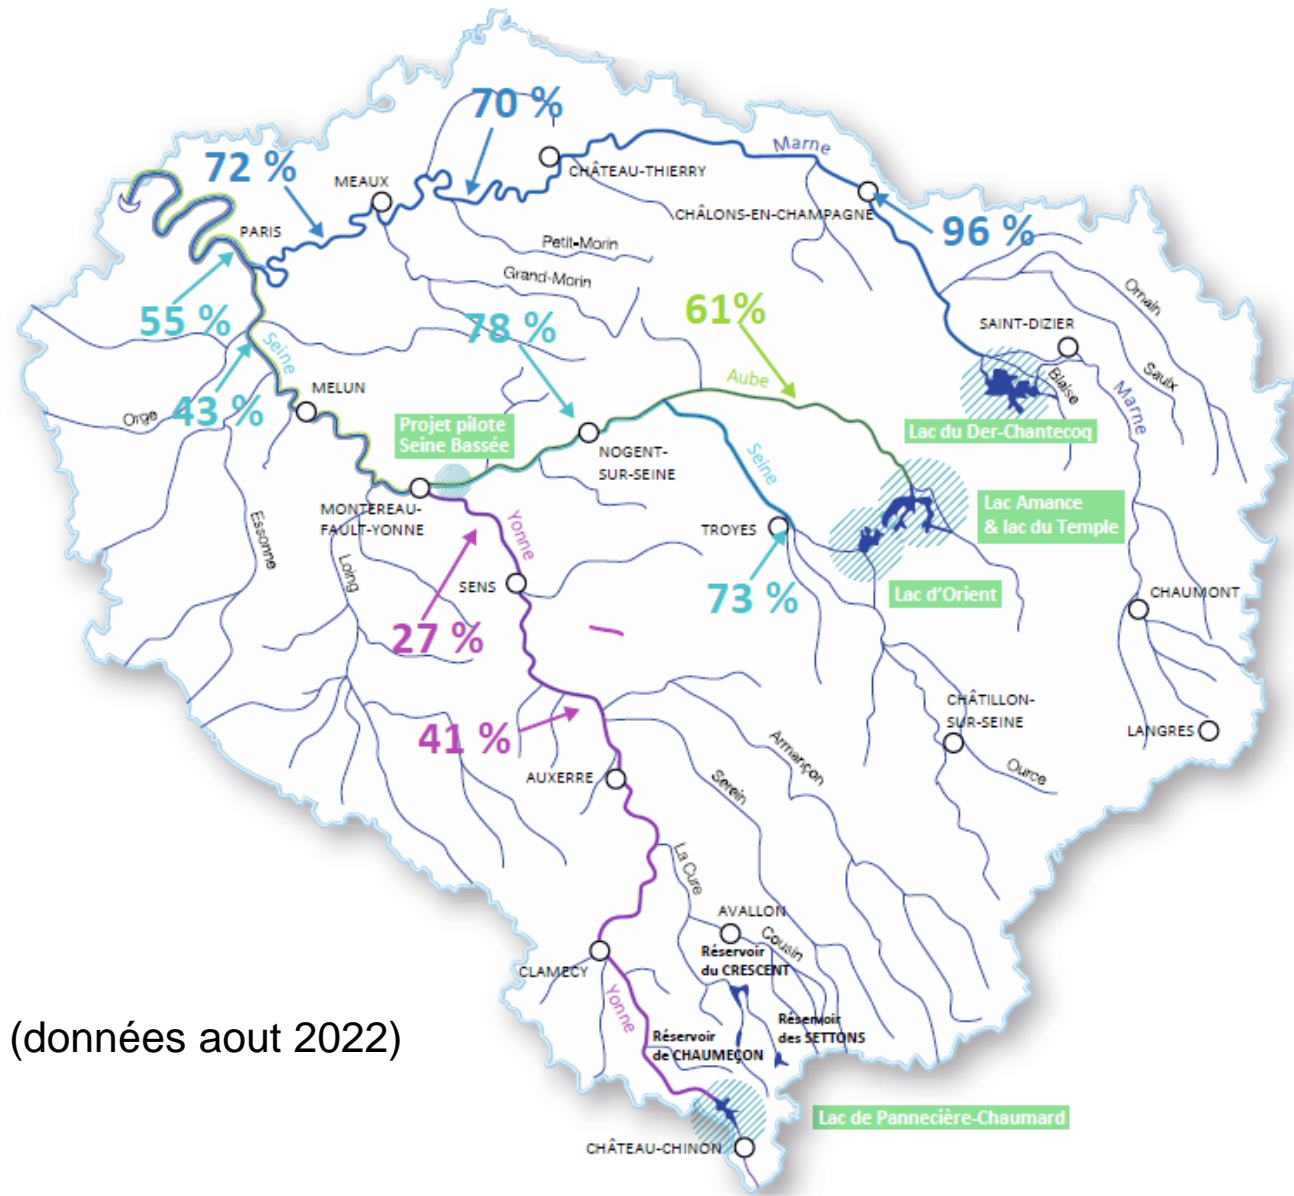 70 %
Marne
72 %
MEAUX
CHÂTEAU-THIERRY
CHÂLONS-EN-CHAMPAGNE
PARIS
96 %
Petit-Morin
Grand-Morin
Ornain
55 %
78 %
61%
SAINT-DIZIER
Saulx
Blaise
Marne
Seine
Aube
MELUN
43 %
Orge
Projet pilote
Seine Bassée
Lac du Der-Chantecoq
NOGENT-
SUR-SEINE
Seine
MONTEREAU-
FAULT-YONNE
Lac Amance
& lac du Temple
TROYES
Essonne
Yonne
Loing
SENS
73 %
Lac d'Orient
CHAUMONT
27 %
CHÂTILLON-
SUR-SEINE
LANGRES
41 %
Armançon
Ource
AUXERRE
Serein
La Cure
AVALLON
Cousin
CLAMECY
Réservoir
du CRESCENT
Yonne
Réservoir
des SETTONS
Réservoir
de CHAUMEÇON
(données aout 2022)
Lac de Pannecière-Chaumard
CHÂTEAU-CHINON